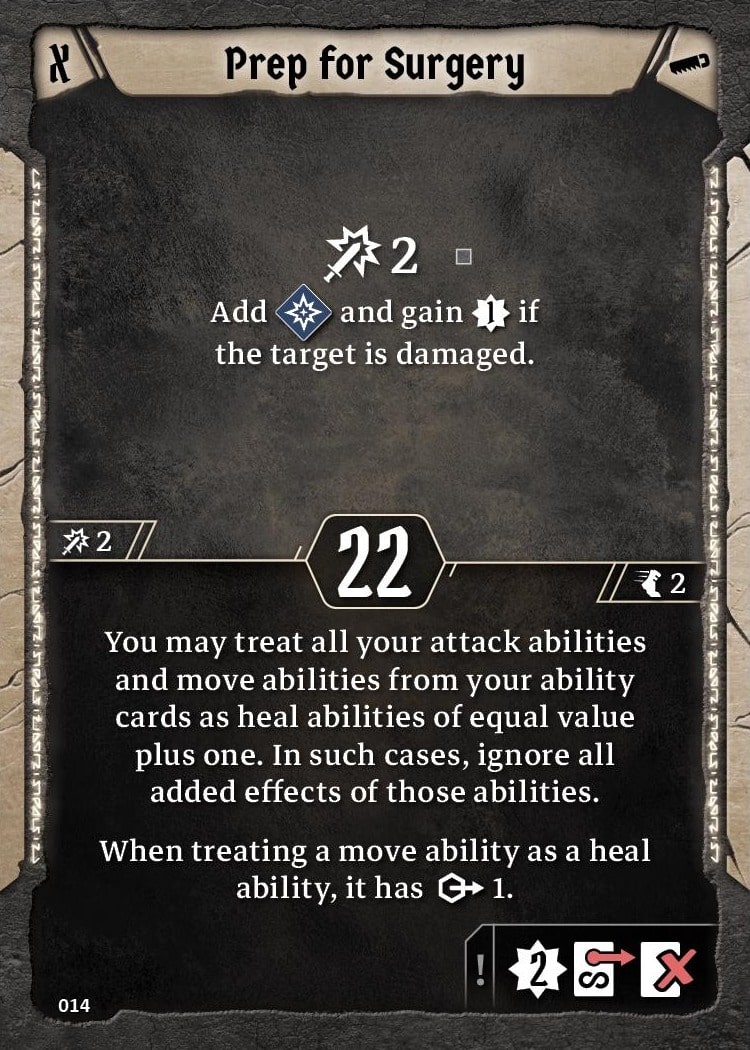 א
Prep for Surgery
2
Add and gain 1 if
the target is damaged.
2
22
2
You may treat all your attack abilities
and move abilities from your ability
cards as heal abilities of equal value
plus one. In such cases, ignore all
added effects of those abilities.
When treating a move ability as a heal
ability, it has 1.
! 2 ∞
014